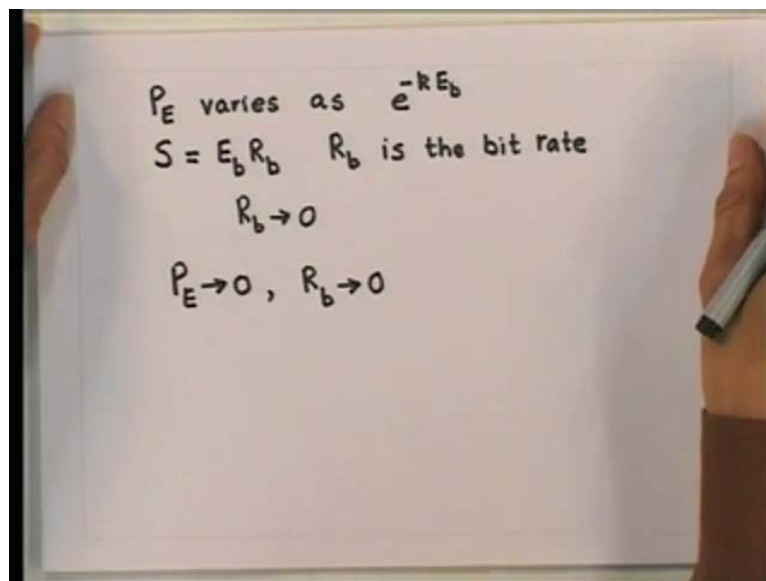 P_E varies as e^{-kE_b}
S = E_b R_b R_b is the bit rate
R_b → 0
P_E → 0, R_b → 0